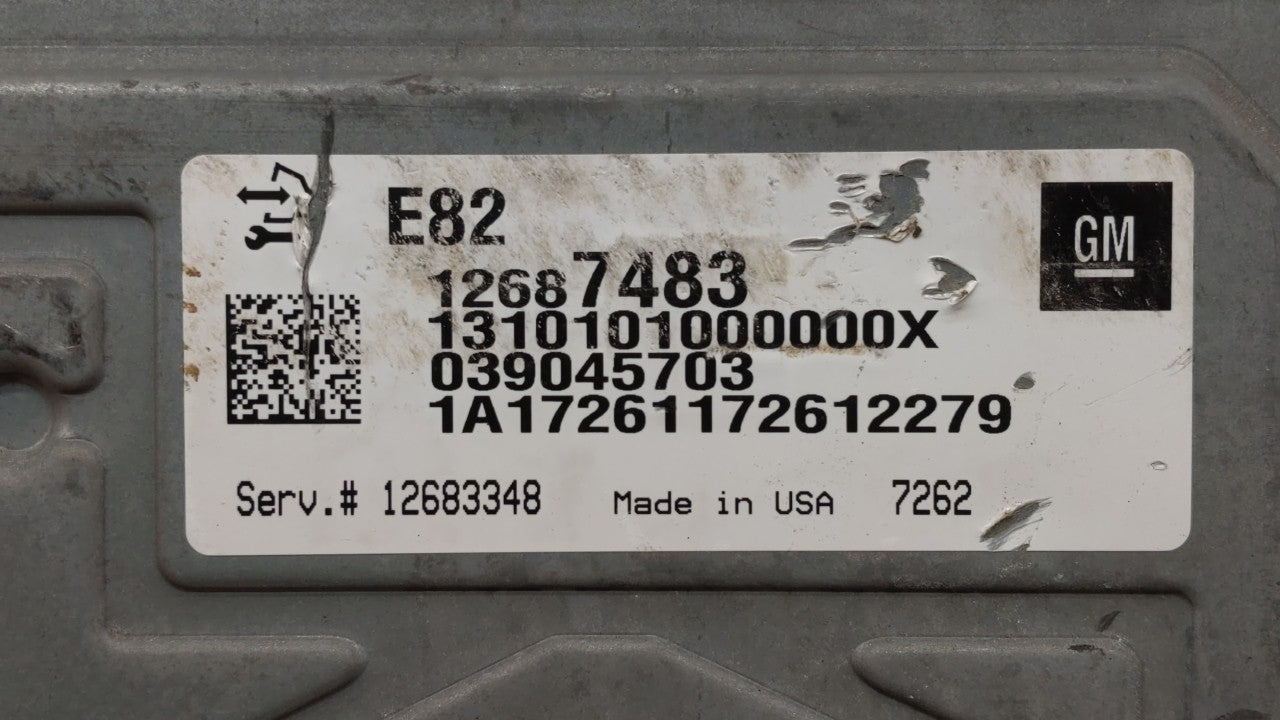 E82
GM
12687483
1310101000000X
039045703
1A17261172612279
Serv.# 12683348 Made in USA 7262